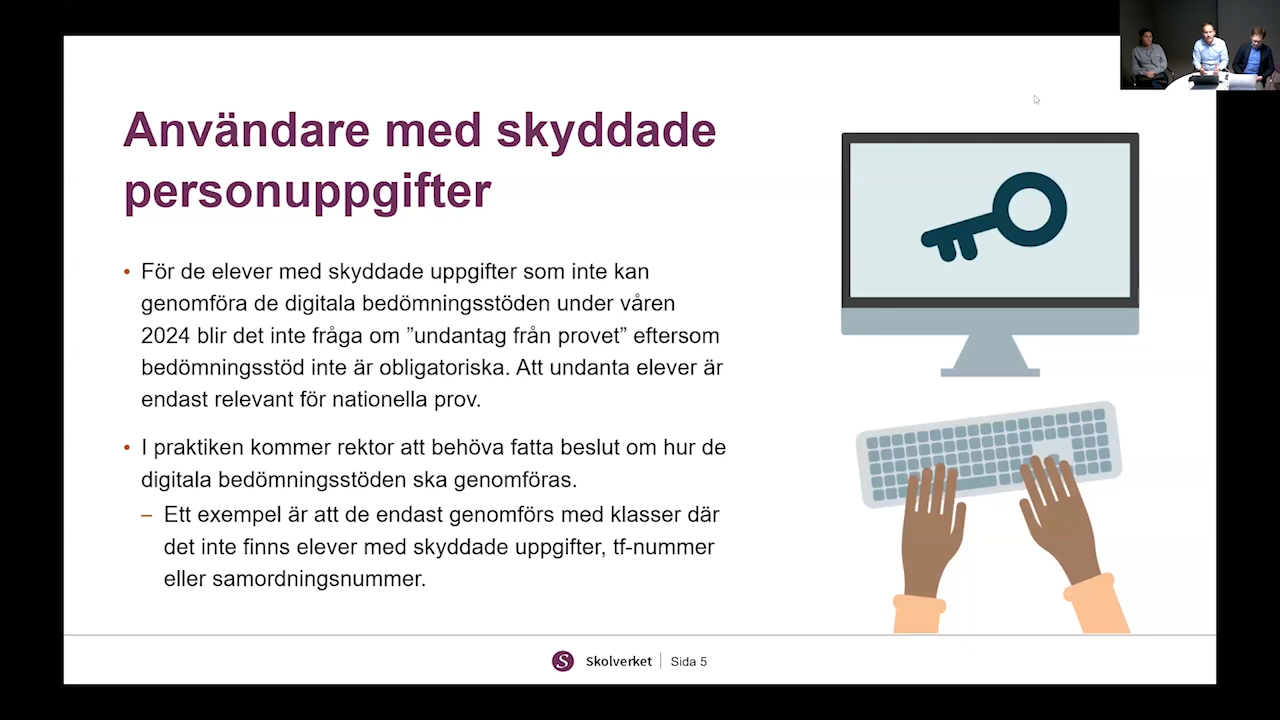 Användare med skyddade
personuppgifter
• För de elever med skyddade uppgifter som inte kan
genomföra de digitala bedömningsstöden under våren
2024 blir det inte fråga om ”undantag från provet” eftersom
bedömningsstöd inte är obligatoriska. Att undanta elever är
endast relevant för nationella prov.
• I praktiken kommer rektor att behöva fatta beslut om hur de
digitala bedömningsstöden ska genomföras.
– Ett exempel är att de endast genomförs med klasser där
det inte finns elever med skyddade uppgifter, tf-nummer
eller samordningsnummer.
S Skolverket | Sida 5